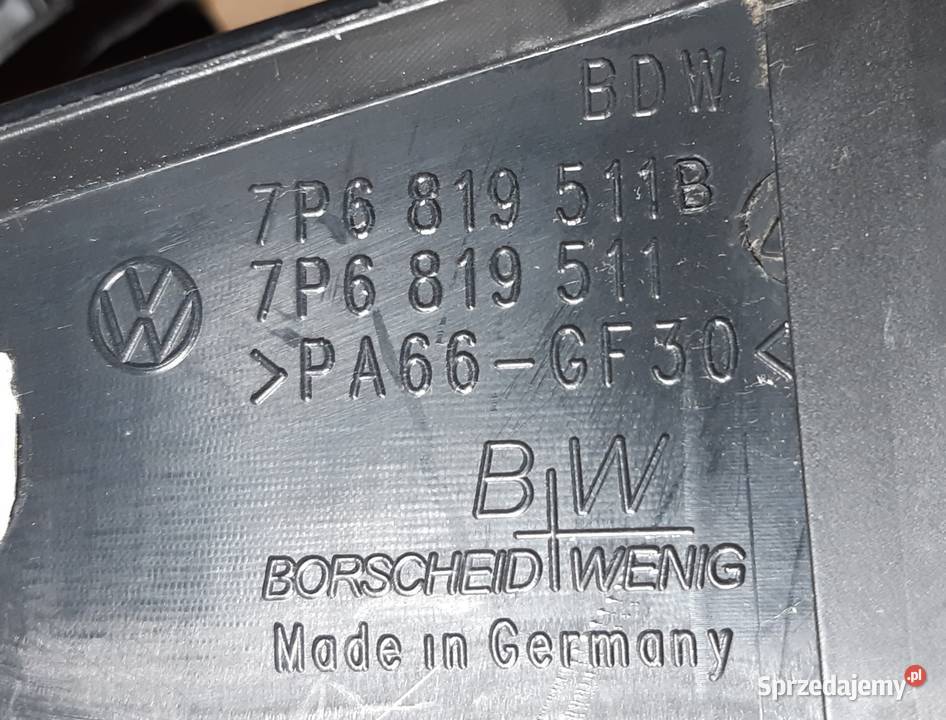 BDW
7P6 819 511B
7P6 819 511
>PA66-GF30<
BW
BORSCHEID WENIG
Made in Germany
Sprzedajemy.pl